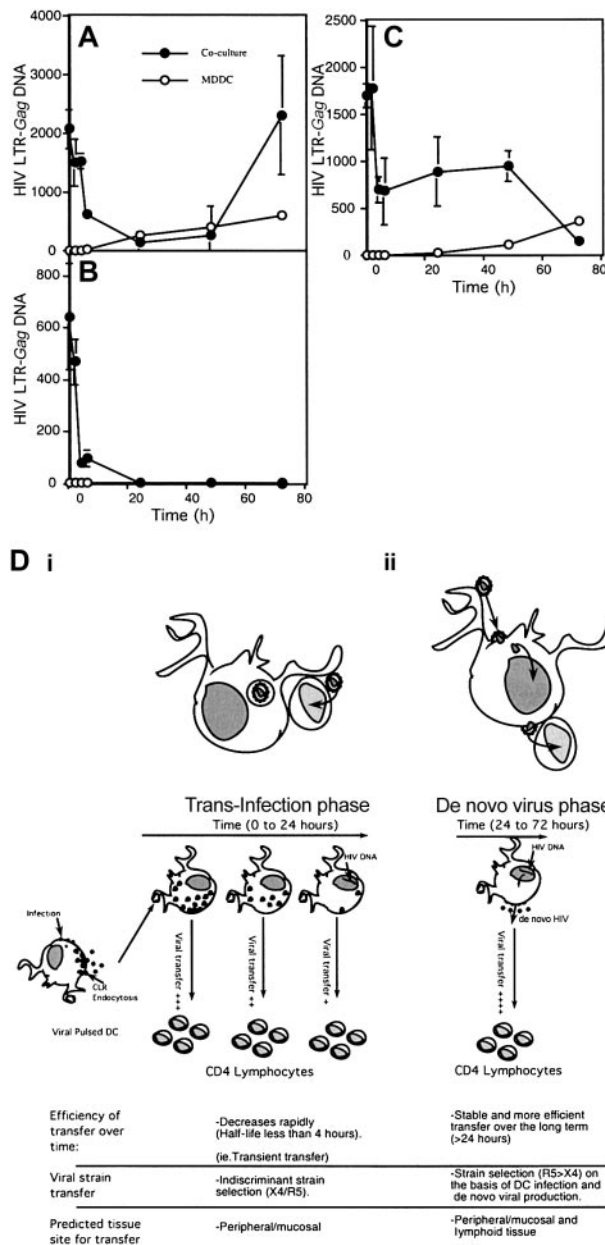 A
Co-culture
MDDC
HIV LTR-Gag DNA
4000
3000
2000
1000
0
B
HIV LTR-Gag DNA
800
600
400
200
0
0
20
40
60
80
Time (h)
C
HIV LTR-Gag DNA
2500
2000
1500
1000
500
0
0
20
40
60
80
Time (h)
D i
ii
Trans-Infection phase
Time (0 to 24 hours)
De novo virus phase
Time (24 to 72 hours)
HIV DNA
HIV DNA
de novo HIV
Infection
CLR
Endocytosis
Viral Pulsed DC
Viral transfer +++
Viral transfer ++
Viral transfer +
Viral transfer ++++
CD4 Lymphocytes
CD4 Lymphocytes
Efficiency of
transfer over
time:
-Decreases rapidly
(Half-life less than 4 hours).
(ie.Transient transfer)
-Stable and more efficient
transfer over the long term
(>24 hours)
Viral strain
transfer
-Indiscriminant strain
selection (X4/R5).
-Strain selection (R5>X4) on
the basis of DC infection and
de novo viral production.
Predicted tissue
site for transfer
-Peripheral/mucosal
-Peripheral/mucosal and
lymphoid tissue